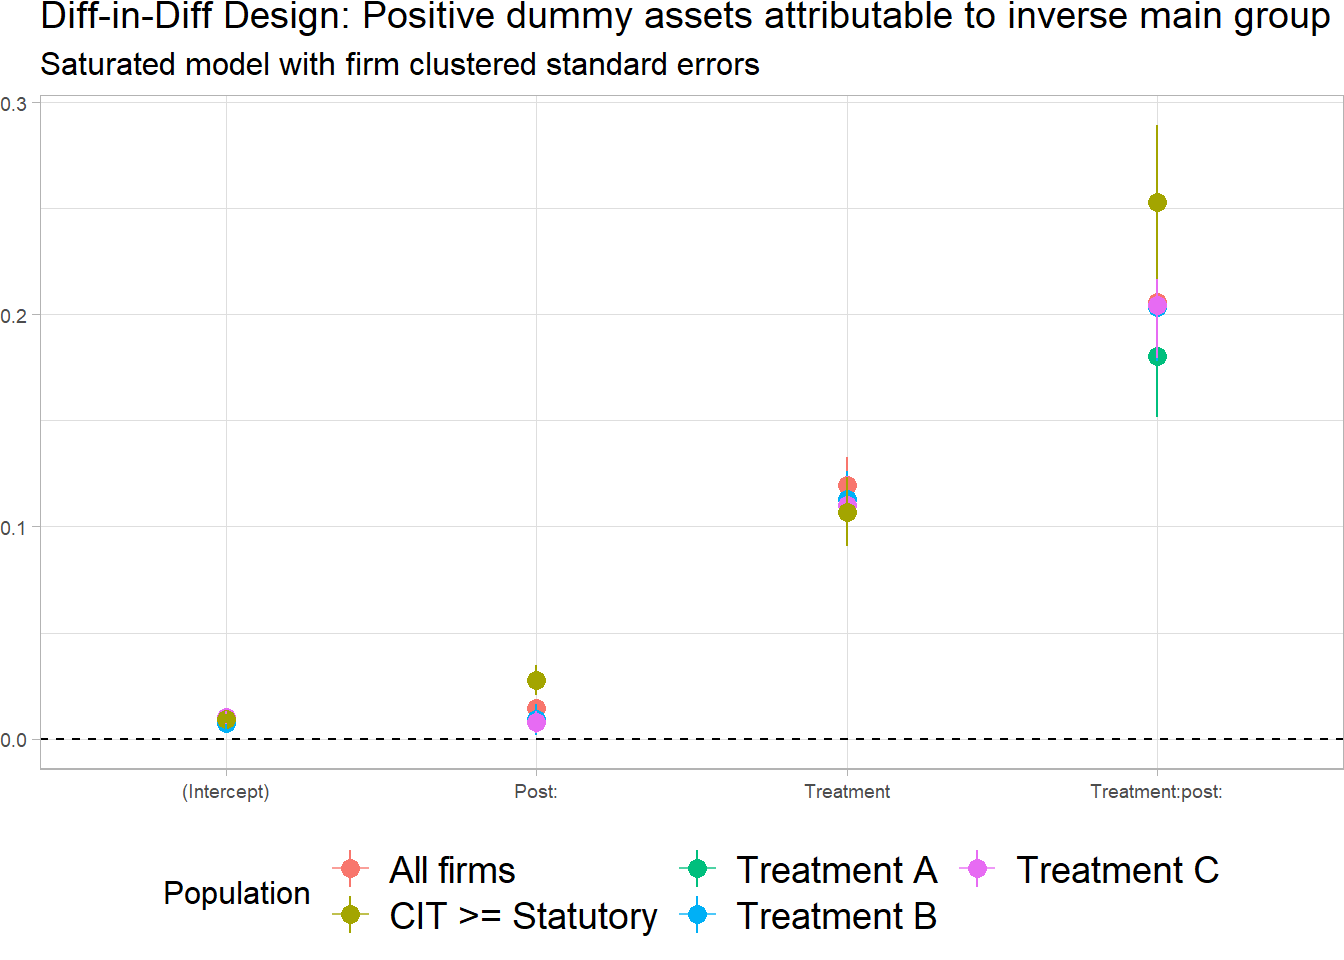 Diff-in-Diff Design: Positive dummy assets attributable to inverse main group
Saturated model with firm clustered standard errors
0.3
0.2
0.1
0.0
(Intercept) Post: Treatment Treatment:post:
Population
All firms Treatment A Treatment C
CIT >= Statutory Treatment B